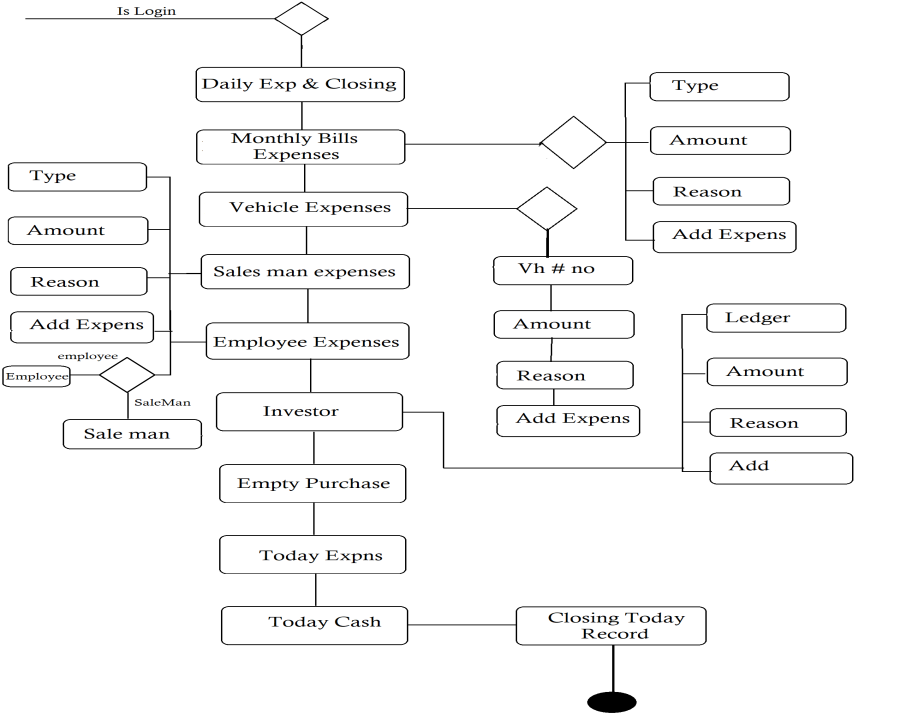 Is Login
Daily Exp & Closing
Monthly Bills
Expenses
Type
Amount
Reason
Add Expens
Vehicle Expenses
Vh # no
Amount
Reason
Add Expens
Sales man expenses
Type
Amount
Reason
Add Expens
Employee Expenses
employee
Employee
SaleMan
Sale man
Investor
Ledger
Amount
Reason
Add
Empty Purchase
Today Expns
Today Cash
Closing Today
Record